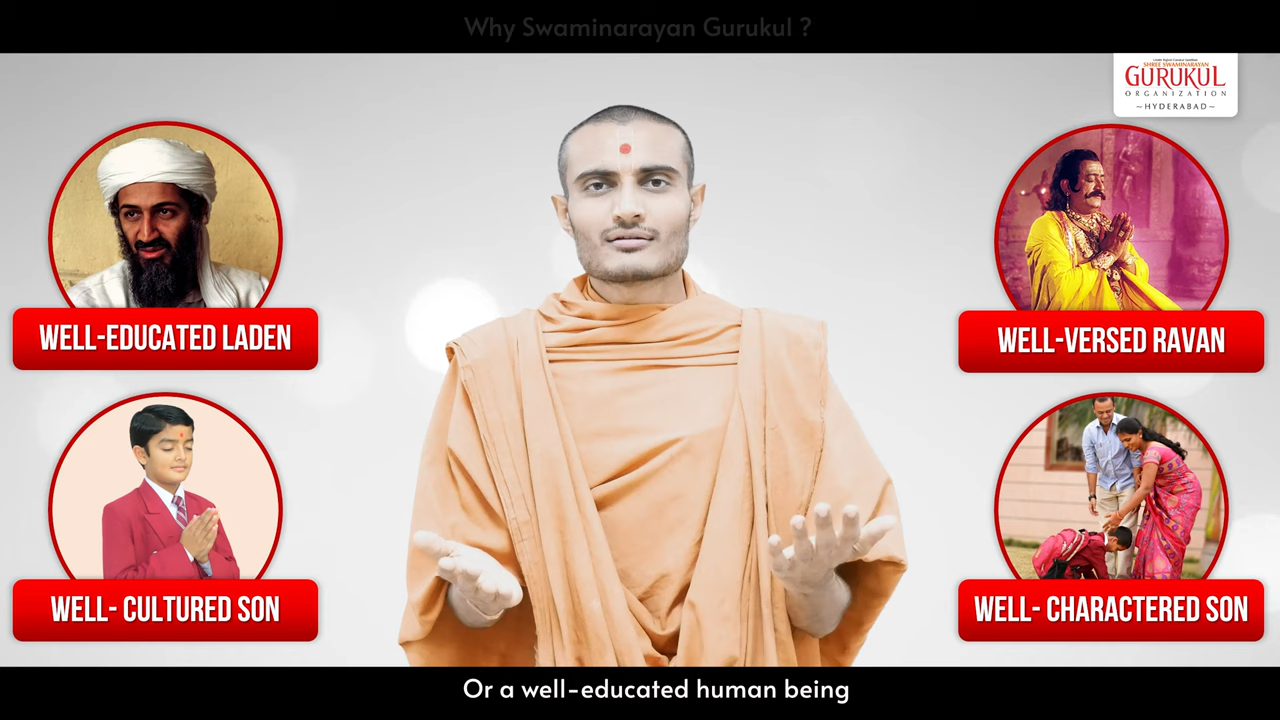 Why Swaminarayan Gurukul ?
SHREE SWAMINARAYAN
GURUKUL
ORGANIZATION
~HYDERABAD~
WELL-EDUCATED LADEN
WELL-VERSED RAVAN
WELL- CULTURED SON
WELL- CHARACTERED SON
Or a well-educated human being